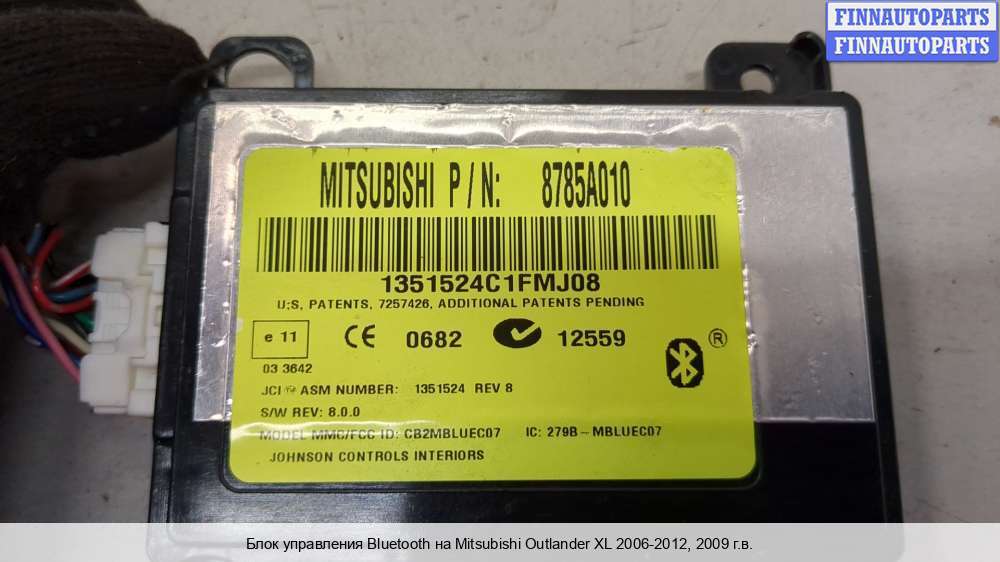 FINNAUTOPARTS
FINNAUTOPARTS
MITSUBISHI P/N: 8785A010
1351524C1FMJ08
U;S, PATENTS, 7257426, ADDITIONAL PATENTS PENDING
e 11 CE 0682 12559
®
03 3642
JCI ASM NUMBER: 1351524 REV 8
S/W REV: 8.0.0
MODEL MMC/FCC ID: CB2MBLUEC07 IC: 279B-MBLUEC07
JOHNSON CONTROLS INTERIORS
Блок управления Bluetooth на Mitsubishi Outlander XL 2006-2012, 2009 г.в.